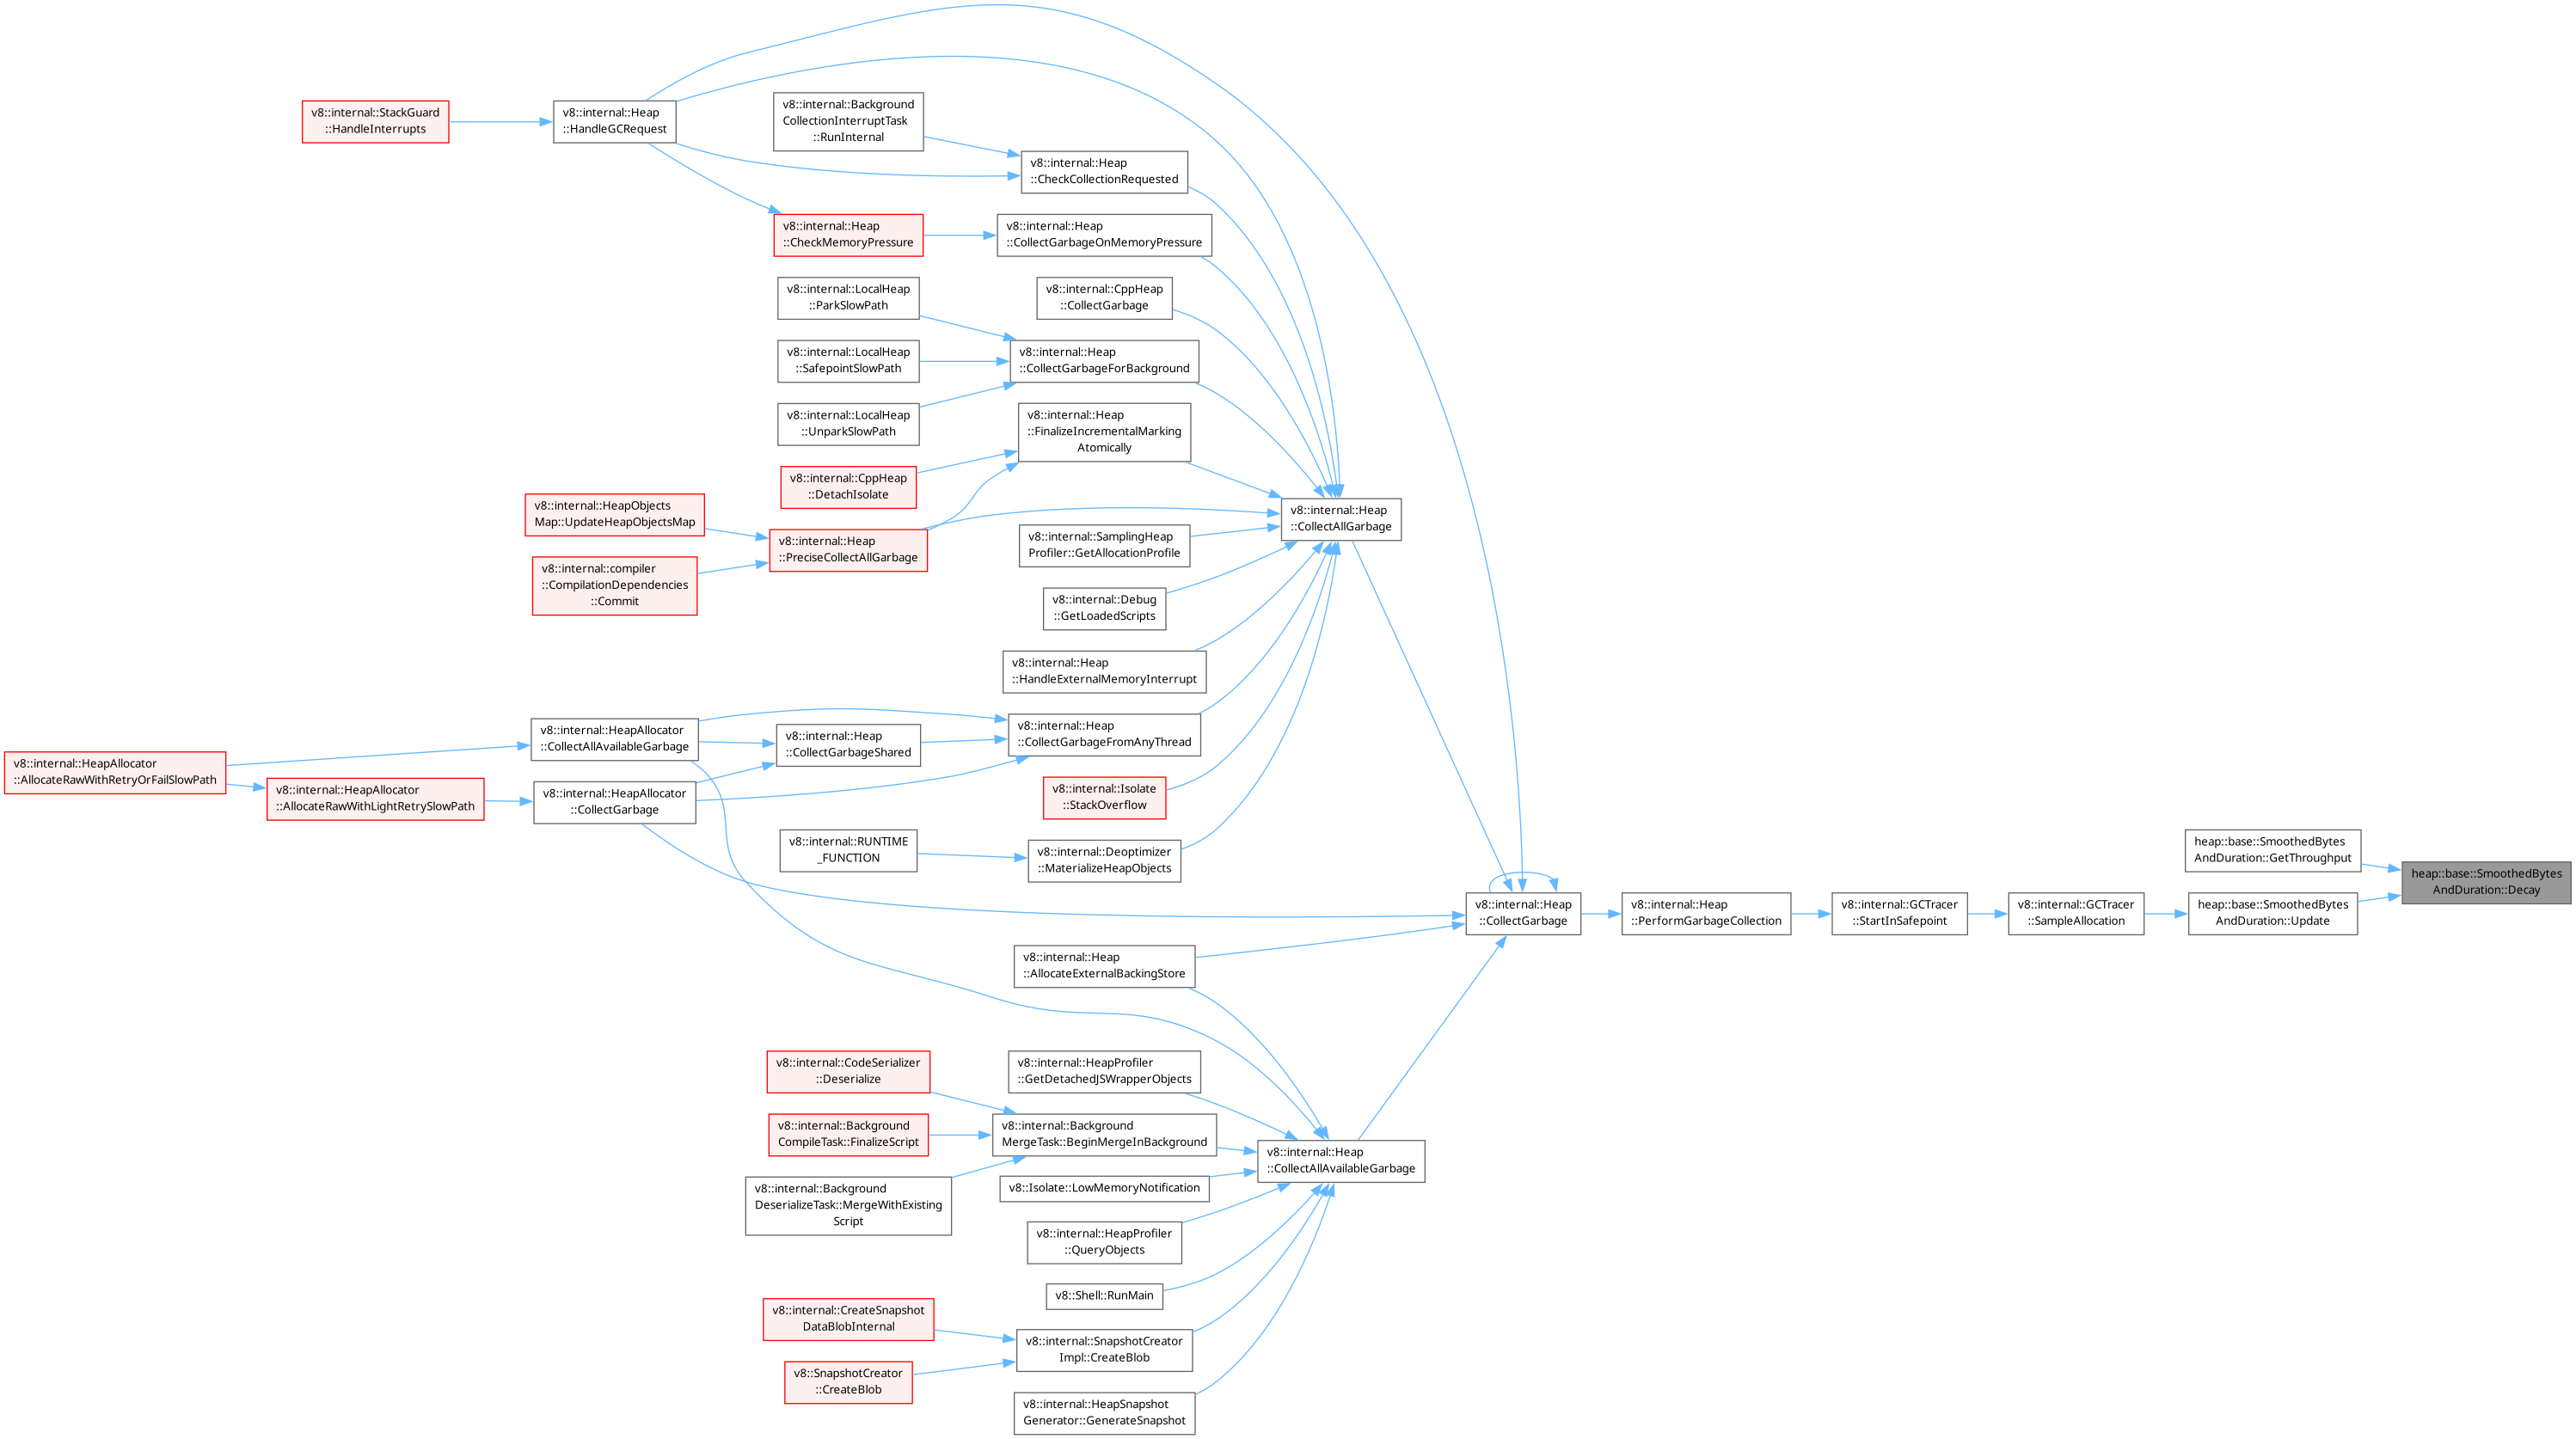 v8::internal::StackGuard
::HandleInterrupts
v8::internal::Heap
::HandleGCRequest
v8::internal::Background
CollectionInterruptTask
::RunInternal
v8::internal::Heap
::CheckCollectionRequested
v8::internal::Heap
::CheckMemoryPressure
v8::internal::Heap
::CollectGarbageOnMemoryPressure
v8::internal::LocalHeap
::ParkSlowPath
v8::internal::CppHeap
::CollectGarbage
v8::internal::LocalHeap
::SafepointSlowPath
v8::internal::Heap
::CollectGarbageForBackground
v8::internal::LocalHeap
::UnparkSlowPath
v8::internal::Heap
::FinalizeIncrementalMarking
Atomically
v8::internal::CppHeap
::DetachIsolate
v8::internal::HeapObjects
Map::UpdateHeapObjectsMap
v8::internal::Heap
::PreciseCollectAllGarbage
v8::internal::compiler
::CompilationDependencies
::Commit
v8::internal::SamplingHeap
Profiler::GetAllocationProfile
v8::internal::Heap
::CollectAllGarbage
v8::internal::Debug
::GetLoadedScripts
v8::internal::Heap
::HandleExternalMemoryInterrupt
v8::internal::HeapAllocator
::AllocateRawWithRetryOrFailSlowPath
v8::internal::HeapAllocator
::AllocateRawWithLightRetrySlowPath
v8::internal::HeapAllocator
::CollectAllAvailableGarbage
v8::internal::HeapAllocator
::CollectGarbage
v8::internal::Heap
::CollectGarbageShared
v8::internal::Heap
::CollectGarbageFromAnyThread
v8::internal::Isolate
::StackOverflow
v8::internal::RUNTIME
_FUNCTION
v8::internal::Deoptimizer
::MaterializeHeapObjects
v8::internal::Heap
::AllocateExternalBackingStore
v8::internal::Heap
::CollectGarbage
v8::internal::Heap
::PerformGarbageCollection
v8::internal::GCTracer
::StartInSafepoint
v8::internal::GCTracer
::SampleAllocation
heap::base::SmoothedBytes
AndDuration::GetThroughput
heap::base::SmoothedBytes
AndDuration::Update
heap::base::SmoothedBytes
AndDuration::Decay
v8::internal::CodeSerializer
::Deserialize
v8::internal::HeapProfiler
::GetDetachedJSWrapperObjects
v8::internal::Background
CompileTask::FinalizeScript
v8::internal::Background
MergeTask::BeginMergeInBackground
v8::internal::Background
DeserializeTask::MergeWithExisting
Script
v8::Isolate::LowMemoryNotification
v8::internal::Heap
::CollectAllAvailableGarbage
v8::internal::HeapProfiler
::QueryObjects
v8::Shell::RunMain
v8::internal::CreateSnapshot
DataBlobInternal
v8::SnapshotCreator
::CreateBlob
v8::internal::SnapshotCreator
Impl::CreateBlob
v8::internal::HeapSnapshot
Generator::GenerateSnapshot